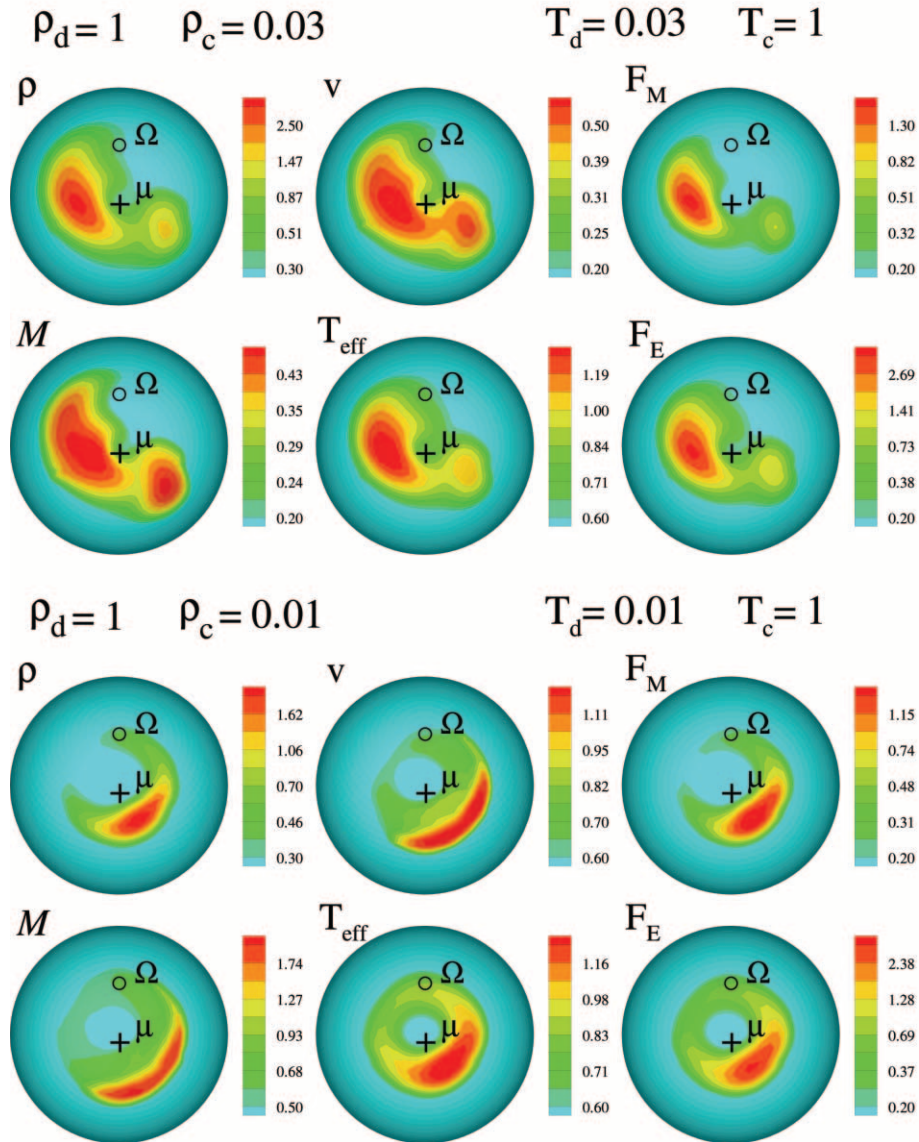 ρd = 1 ρc = 0.03 Td = 0.03 Tc = 1
ρ
Ω
+ μ
2.50
1.47
0.87
0.51
0.30
v
Ω
+ μ
0.50
0.39
0.31
0.25
0.20
FM
Ω
+ μ
1.30
0.82
0.51
0.32
0.20
M
Ω
+ μ
0.43
0.35
0.29
0.24
0.20
Teff
Ω
+ μ
1.19
1.00
0.84
0.71
0.60
FE
Ω
+ μ
2.69
1.41
0.73
0.38
0.20
ρd = 1 ρc = 0.01 Td = 0.01 Tc = 1
ρ
Ω
+ μ
1.62
1.06
0.70
0.46
0.30
v
Ω
+ μ
1.11
0.95
0.82
0.70
0.60
FM
Ω
+ μ
1.15
0.74
0.48
0.31
0.20
M
Ω
+ μ
1.74
1.27
0.93
0.68
0.50
Teff
Ω
+ μ
1.16
0.98
0.83
0.71
0.60
FE
Ω
+ μ
2.38
1.28
0.69
0.37
0.20